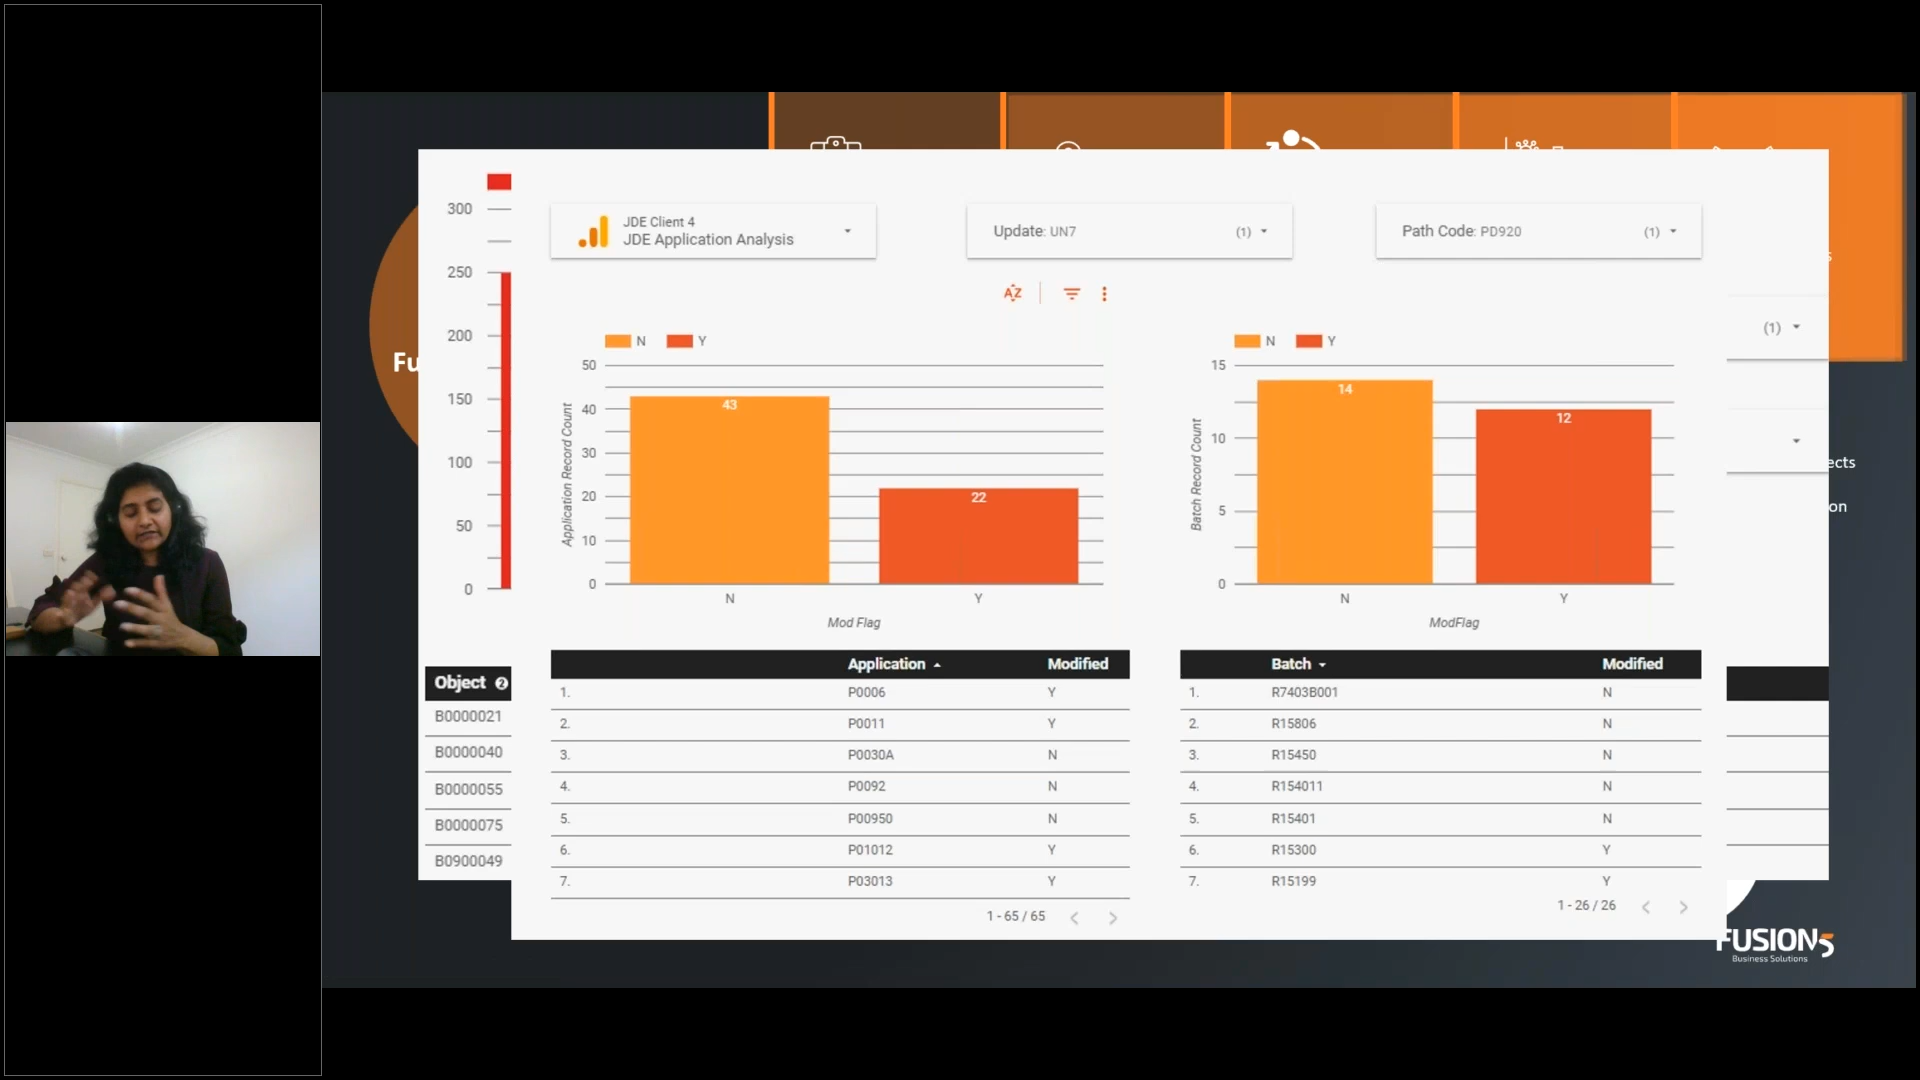 Fu
300
250
200
150
100
50
0
Object
B0000021
B0000040
B0000055
B0000075
B0900049
JDE Client 4
JDE Application Analysis
Update: UN7 (1)
Path Code: PD920 (1)
AZ
N Y
50
40
30
20
10
0
Application Record Count
43
22
N Y
Mod Flag
N Y
15
10
5
0
Batch Record Count
14
12
N Y
ModFlag
Application Modified
1. P0006 Y
2. P0011 Y
3. P0030A N
4. P0092 N
5. P00950 N
6. P01012 Y
7. P03013 Y
1 - 65 / 65
Batch Modified
1. R7403B001 N
2. R15806 N
3. R15450 N
4. R154011 N
5. R15401 N
6. R15300 Y
7. R15199 Y
1 - 26 / 26
s
(1)
ects
on
FUSION5
Business Solutions